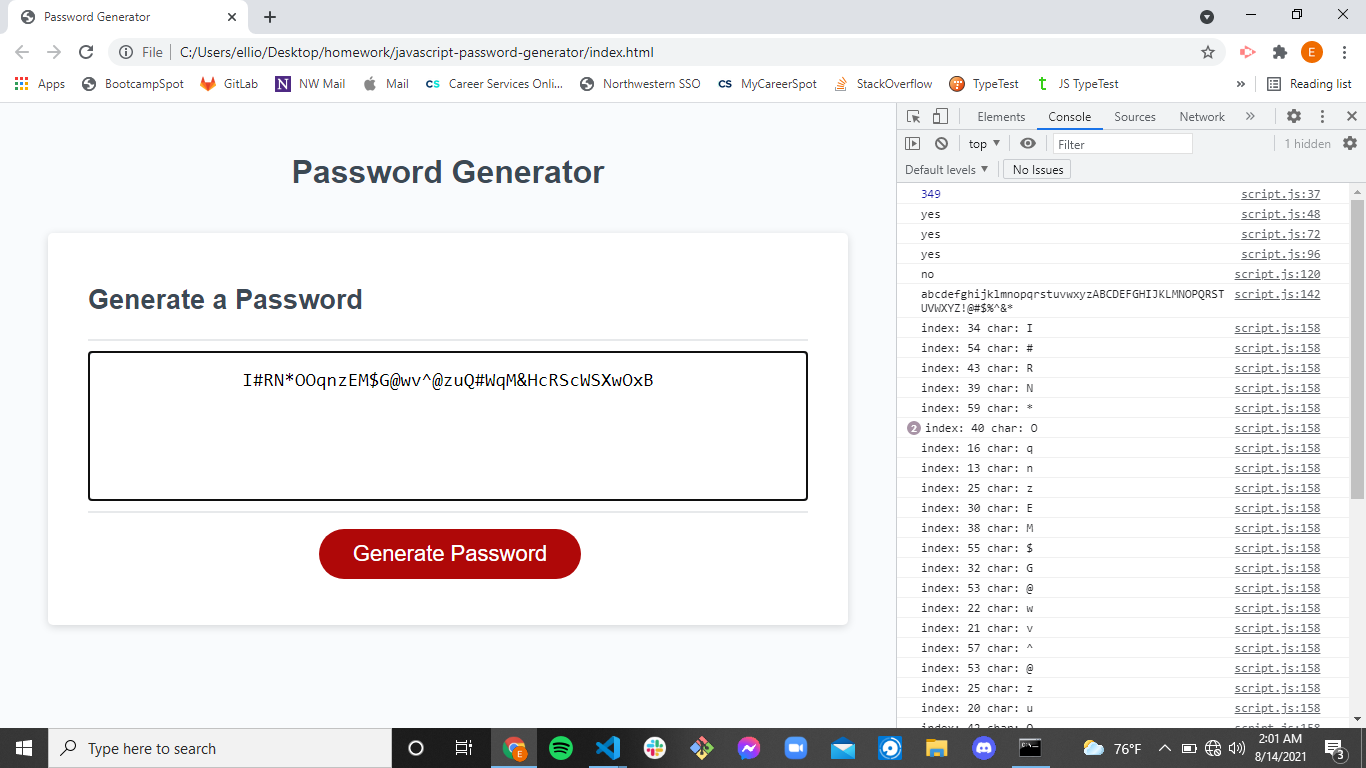 Password Generator
File C:/Users/ellio/Desktop/homework/javascript-password-generator/index.html E
Apps BootcampSpot GitLab N NW Mail Mail CS Career Services Onli... Northwestern SSO CS MyCareerSpot StackOverflow TypeTest t JS TypeTest » Reading list
Password Generator
Generate a Password
I#RN*OOqnzEM$G@wv^@zuQ#WqM&HcRScWSXwOxB
Generate Password
Elements Console Sources Network »
top Filter 1 hidden
Default levels No Issues
349 script.js:37
yes script.js:48
yes script.js:72
yes script.js:96
no script.js:120
abcdefghijklmnopqrstuvwxyzABCDEFGHIJKLMNOPQRST script.js:142
UVWXYZ!@#$%^&*
index: 34 char: I script.js:158
index: 54 char: # script.js:158
index: 43 char: R script.js:158
index: 39 char: N script.js:158
index: 59 char: * script.js:158
2 index: 40 char: O script.js:158
index: 16 char: q script.js:158
index: 13 char: n script.js:158
index: 25 char: z script.js:158
index: 30 char: E script.js:158
index: 38 char: M script.js:158
index: 55 char: $ script.js:158
index: 32 char: G script.js:158
index: 53 char: @ script.js:158
index: 22 char: w script.js:158
index: 21 char: v script.js:158
index: 57 char: ^ script.js:158
index: 53 char: @ script.js:158
index: 25 char: z script.js:158
index: 20 char: u script.js:158
index: 42 char: Q script.js:158
Type here to search E 76°F 2:01 AM
8/14/2021 3